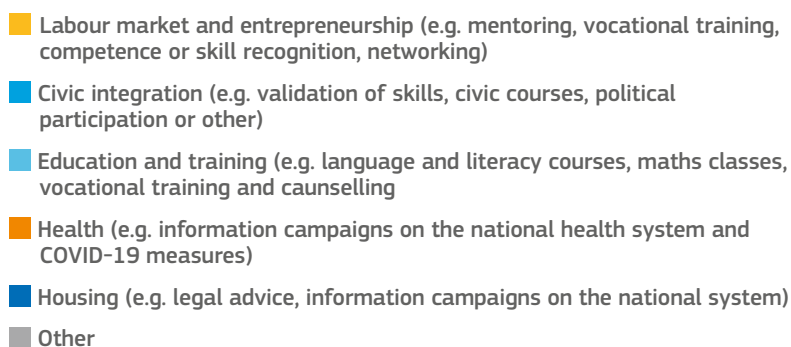 Labour market and entrepreneurship (e.g. mentoring, vocational training,
competence or skill recognition, networking)
Civic integration (e.g. validation of skills, civic courses, political
participation or other)
Education and training (e.g. language and literacy courses, maths classes,
vocational training and caunselling
Health (e.g. information campaigns on the national health system and
COVID-19 measures)
Housing (e.g. legal advice, information campaigns on the national system)
Other